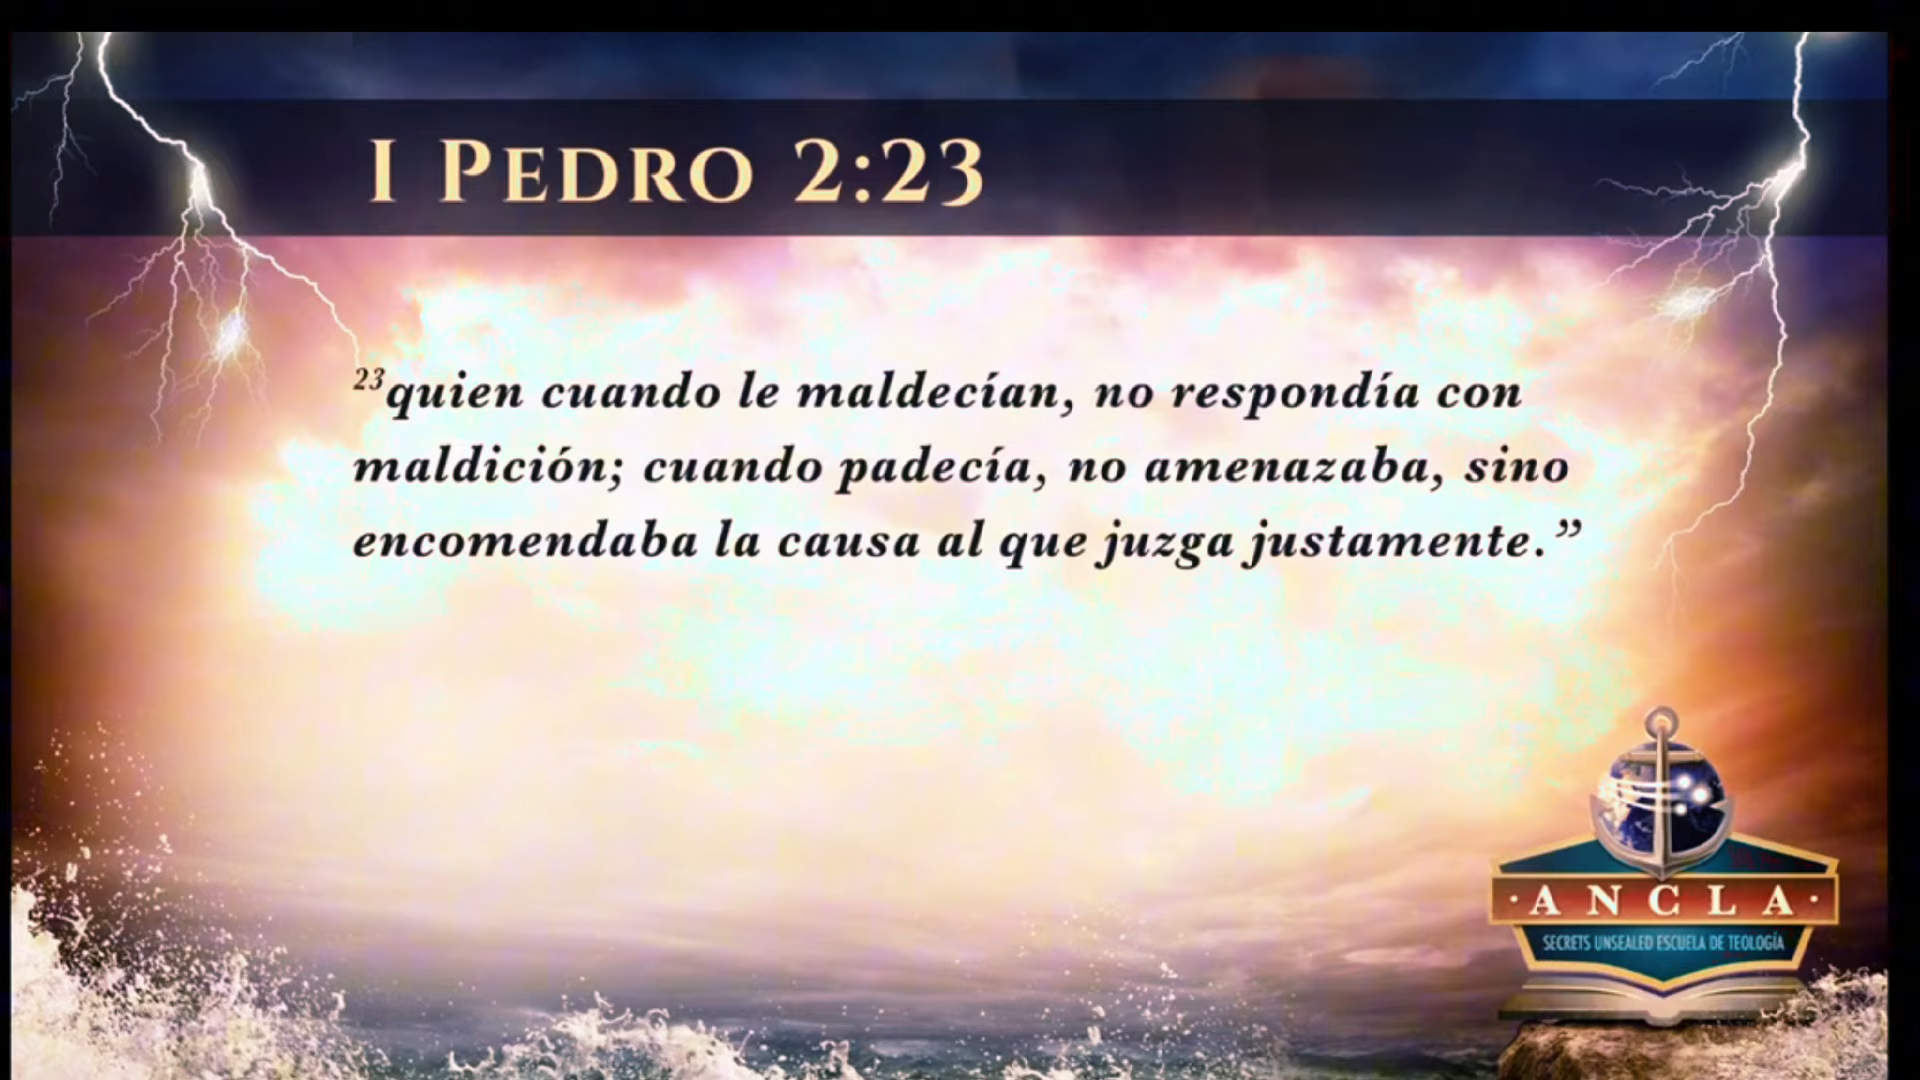 I PEDRO 2:23
23quien cuando le maldecían, no respondía con
maldición; cuando padecía, no amenazaba, sino
encomendaba la causa al que juzga justamente.”
·ANCLA·
SECRETS UNSEALED ESCUELA DE TEOLOGÍA